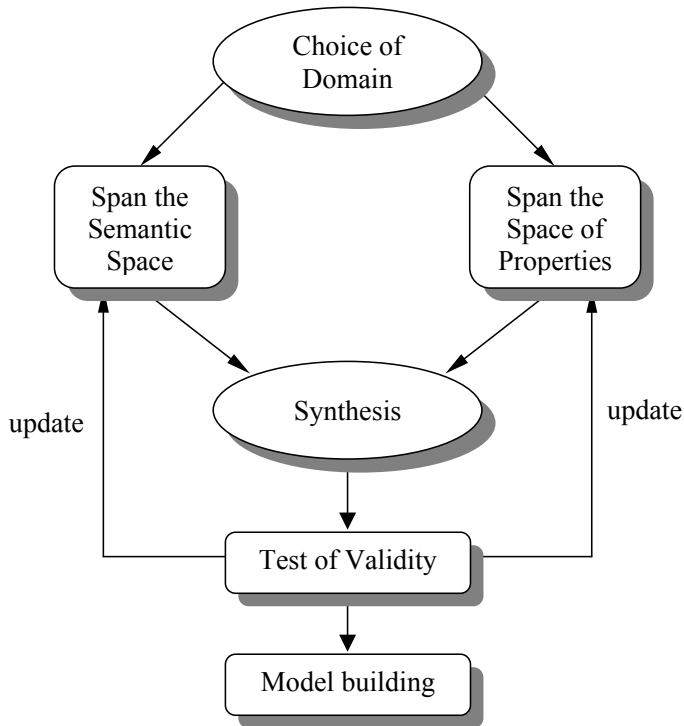 Choice of
Domain
Span the
Semantic
Space
Span the
Space of
Properties
Synthesis
update
update
Test of Validity
Model building